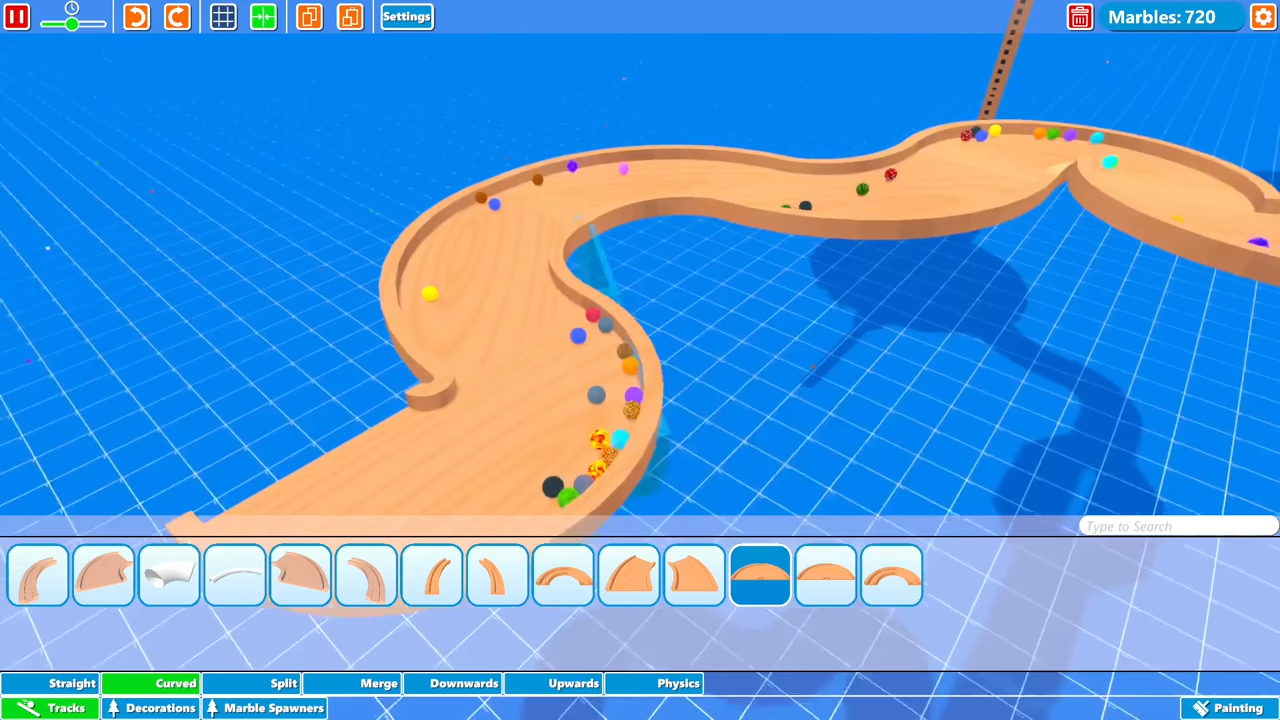 Settings
Marbles: 720
Type to Search
Straight
Curved
Split
Merge
Downwards
Upwards
Physics
Tracks
Decorations
Marble Spawners
Painting